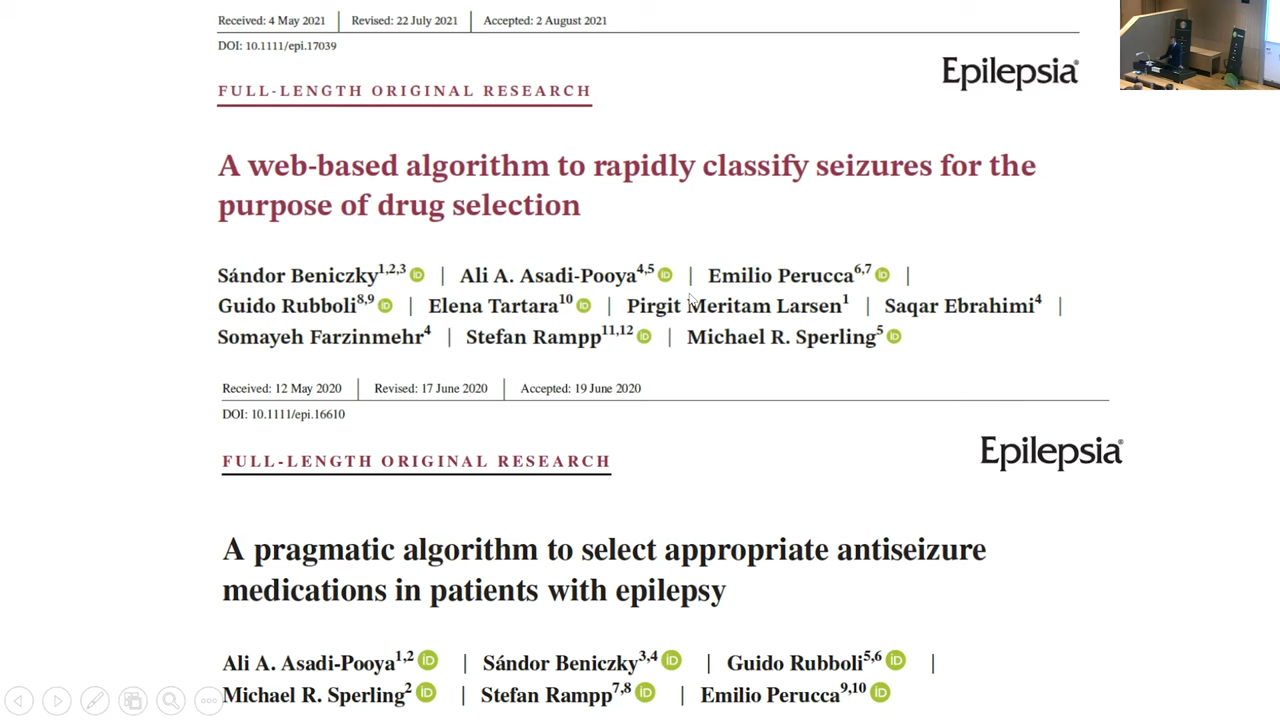 Received: 4 May 2021 | Revised: 22 July 2021 | Accepted: 2 August 2021
DOI: 10.1111/epi.17039
Epilepsia®
FULL-LENGTH ORIGINAL RESEARCH
A web-based algorithm to rapidly classify seizures for the
purpose of drug selection
Sándor Beniczky1,2,3 | Ali A. Asadi-Pooya4,5 | Emilio Perucca6,7 |
Guido Rubboli8,9 | Elena Tartara10 | Pirgit Meritam Larsen1 | Saqar Ebrahimi4 |
Somayeh Farzinmehr4 | Stefan Rampp11,12 | Michael R. Sperling5
Received: 12 May 2020 | Revised: 17 June 2020 | Accepted: 19 June 2020
DOI: 10.1111/epi.16610
Epilepsia®
FULL-LENGTH ORIGINAL RESEARCH
A pragmatic algorithm to select appropriate antiseizure
medications in patients with epilepsy
Ali A. Asadi-Pooya1,2 | Sándor Beniczky3,4 | Guido Rubboli5,6 |
Michael R. Sperling2 | Stefan Rampp7,8 | Emilio Perucca9,10